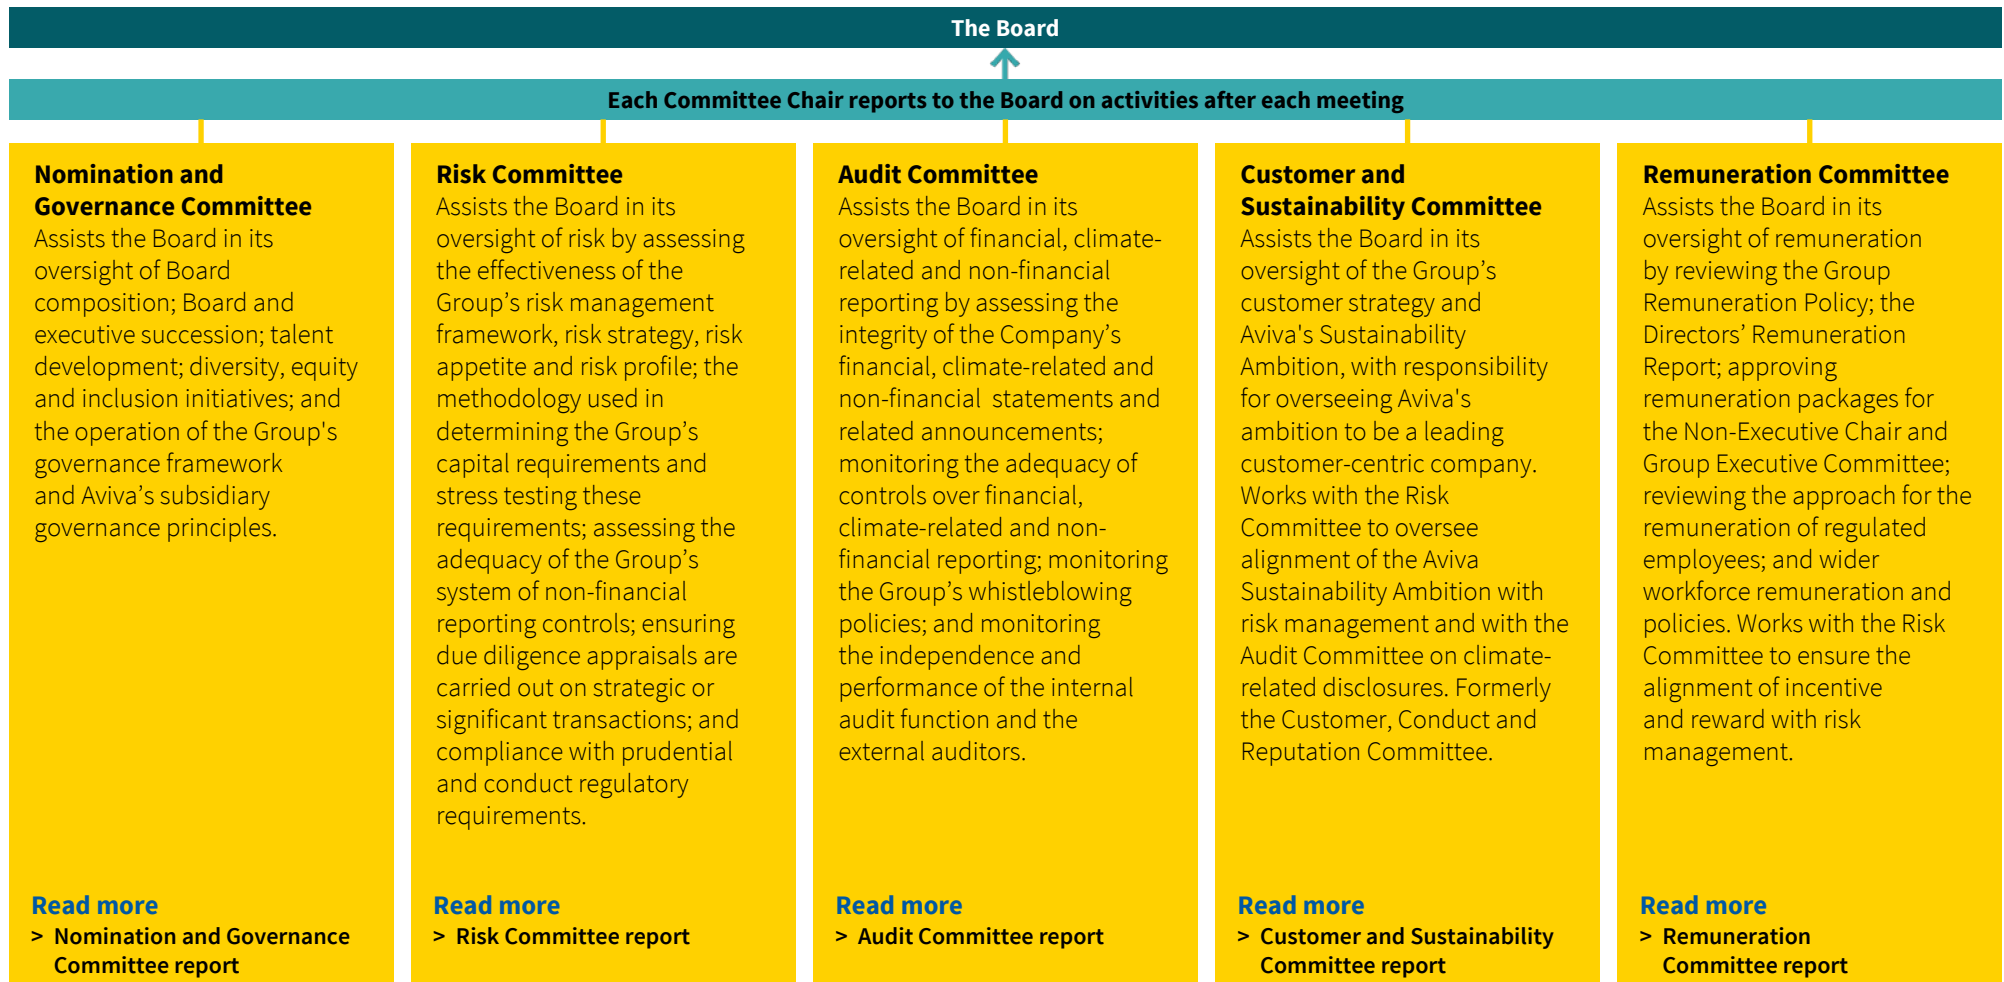 The Board
Each Committee Chair reports to the Board on activities after each meeting
Nomination and
Governance Committee
Assists the Board in its
oversight of Board
composition; Board and
executive succession; talent
development; diversity, equity
and inclusion initiatives; and
the operation of the Group's
governance framework
and Aviva’s subsidiary
governance principles.
Read more
> Nomination and Governance
Committee report
Risk Committee
Assists the Board in its
oversight of risk by assessing
the effectiveness of the
Group’s risk management
framework, risk strategy, risk
appetite and risk profile; the
methodology used in
determining the Group’s
capital requirements and
stress testing these
requirements; assessing the
adequacy of the Group’s
system of non-financial
reporting controls; ensuring
due diligence appraisals are
carried out on strategic or
significant transactions; and
compliance with prudential
and conduct regulatory
requirements.
Read more
> Risk Committee report
Audit Committee
Assists the Board in its
oversight of financial, climate-
related and non-financial
reporting by assessing the
integrity of the Company’s
financial, climate-related and
non-financial  statements and
related announcements;
monitoring the adequacy of
controls over financial,
climate-related and non-
financial reporting; monitoring
the Group’s whistleblowing
policies; and monitoring
the independence and
performance of the internal
audit function and the
external auditors.
Read more
> Audit Committee report
Customer and
Sustainability Committee
Assists the Board in its
oversight of the Group’s
customer strategy and
Aviva's Sustainability
Ambition, with responsibility
for overseeing Aviva's
ambition to be a leading
customer-centric company.
Works with the Risk
Committee to oversee
alignment of the Aviva
Sustainability Ambition with
risk management and with the
Audit Committee on climate-
related disclosures. Formerly
the Customer, Conduct and
Reputation Committee.
Read more
> Customer and Sustainability
Committee report
Remuneration Committee
Assists the Board in its
oversight of remuneration
by reviewing the Group
Remuneration Policy; the
Directors’ Remuneration
Report; approving
remuneration packages for
the Non-Executive Chair and
Group Executive Committee;
reviewing the approach for the
remuneration of regulated
employees; and wider
workforce remuneration and
policies. Works with the Risk
Committee to ensure the
alignment of incentive
and reward with risk
management.
Read more
> Remuneration
Committee report